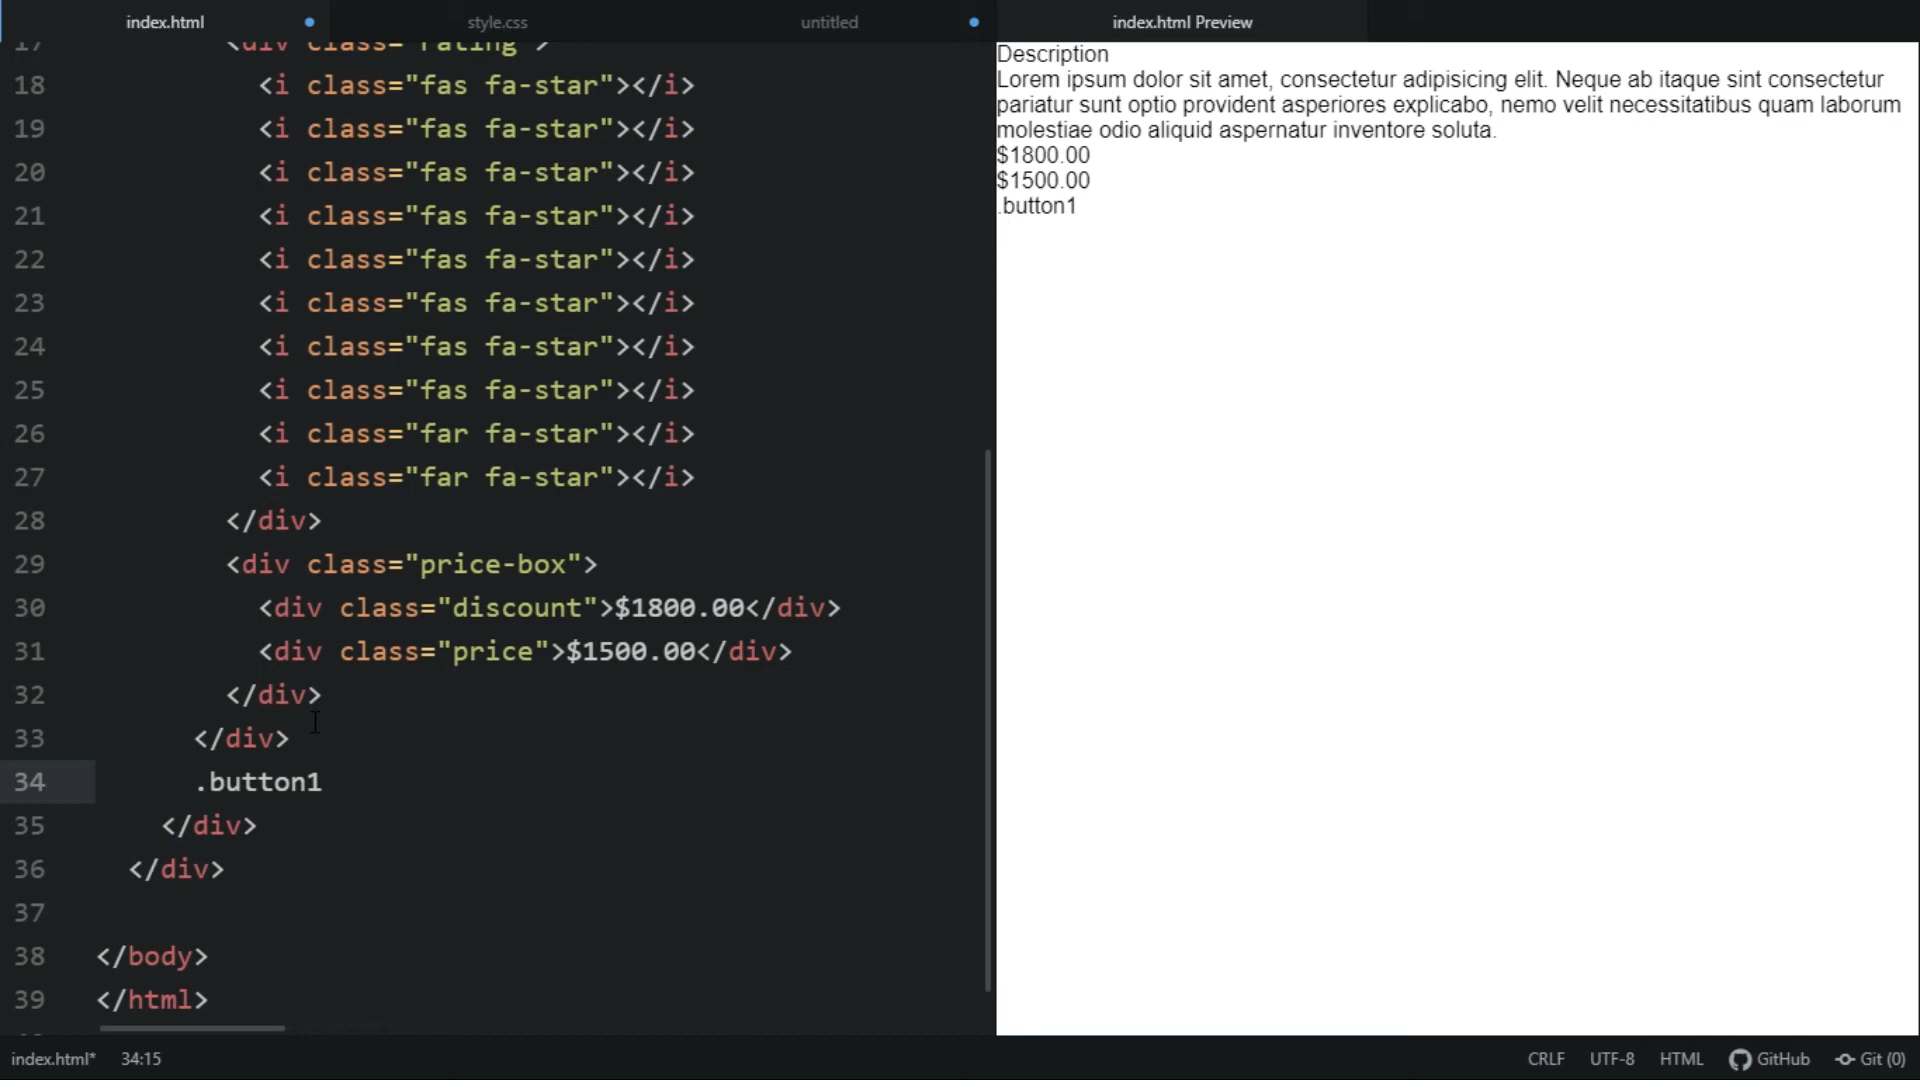 index.html
style.css
untitled
index.html Preview
17 <div class="rating">
18 <i class="fas fa-star"></i>
19 <i class="fas fa-star"></i>
20 <i class="fas fa-star"></i>
21 <i class="fas fa-star"></i>
22 <i class="fas fa-star"></i>
23 <i class="fas fa-star"></i>
24 <i class="fas fa-star"></i>
25 <i class="fas fa-star"></i>
26 <i class="far fa-star"></i>
27 <i class="far fa-star"></i>
28 </div>
29 <div class="price-box">
30 <div class="discount">$1800.00</div>
31 <div class="price">$1500.00</div>
32 </div>
33 </div>
34 .button1
35 </div>
36 </div>
37
38 </body>
39 </html>
Description
Lorem ipsum dolor sit amet, consectetur adipisicing elit. Neque ab itaque sint consectetur
pariatur sunt optio provident asperiores explicabo, nemo velit necessitatibus quam laborum
molestiae odio aliquid aspernatur inventore soluta.
$1800.00
$1500.00
.button1
index.html* 34:15
CRLF UTF-8 HTML GitHub Git (0)